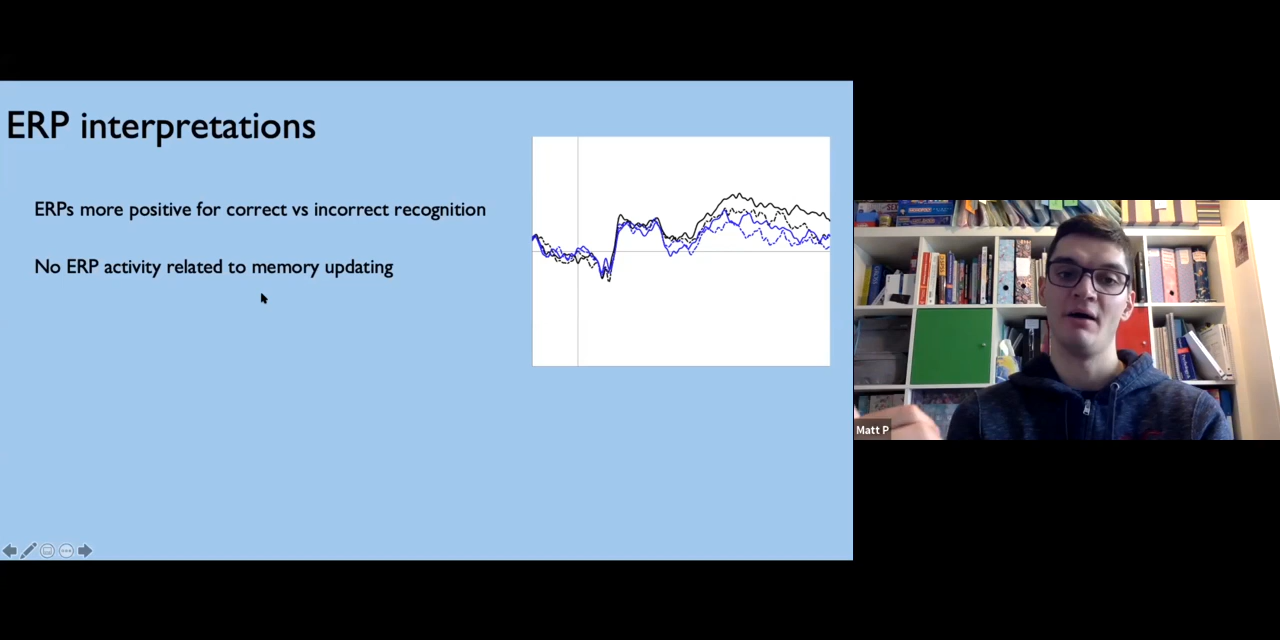 ERP interpretations
ERPs more positive for correct vs incorrect recognition
No ERP activity related to memory updating
Matt P